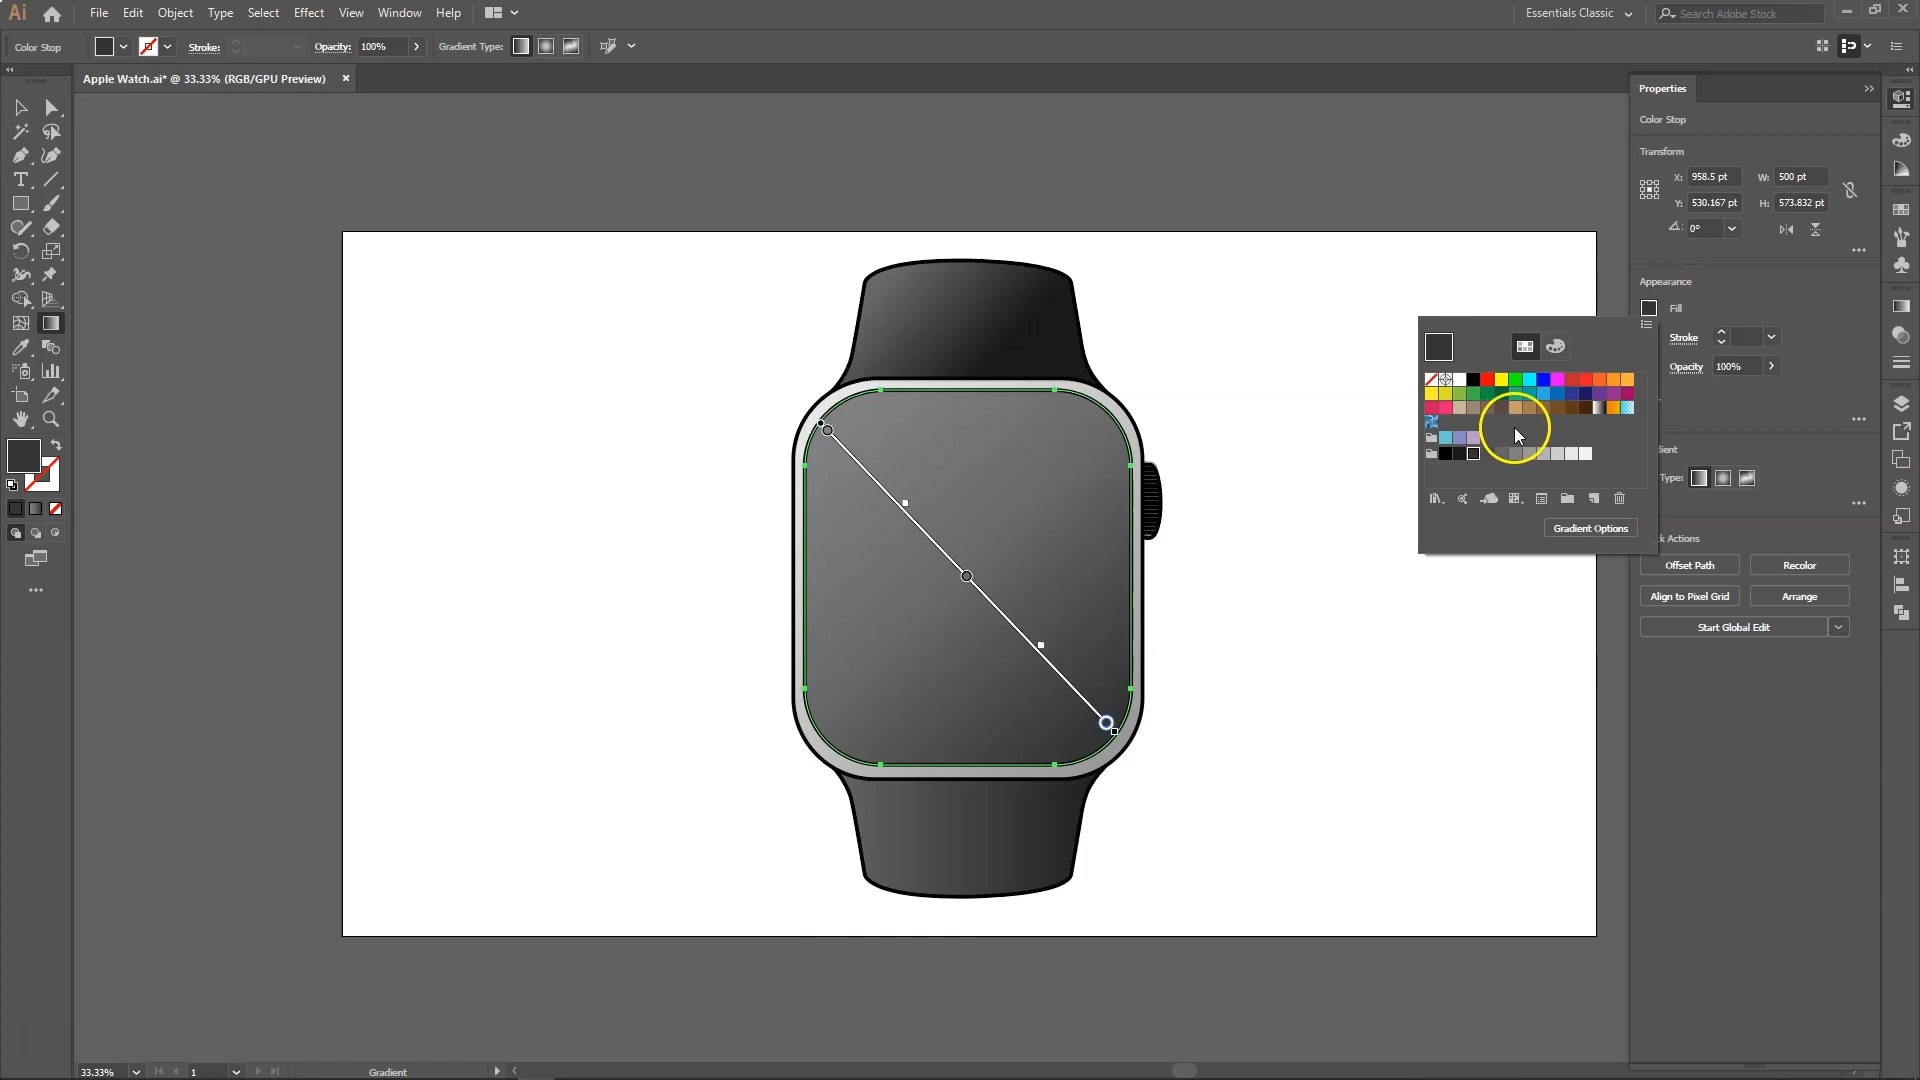 Ai File Edit Object Type Select Effect View Window Help Essentials Classic Search Adobe Stock
Color Stop Stroke: Opacity: 100% Gradient Type:
Apple Watch.ai* @ 33.33% (RGB/GPU Preview) ×
Properties
Color Stop
Transform
X: 958.5 pt W: 500 pt
Y: 530.167 pt H: 573.832 pt
0°
Appearance
Fill
Stroke
Opacity 100%
dient
Type:
Gradient Options
k Actions
Offset Path Recolor
Align to Pixel Grid Arrange
Start Global Edit
33.33% 1 Gradient